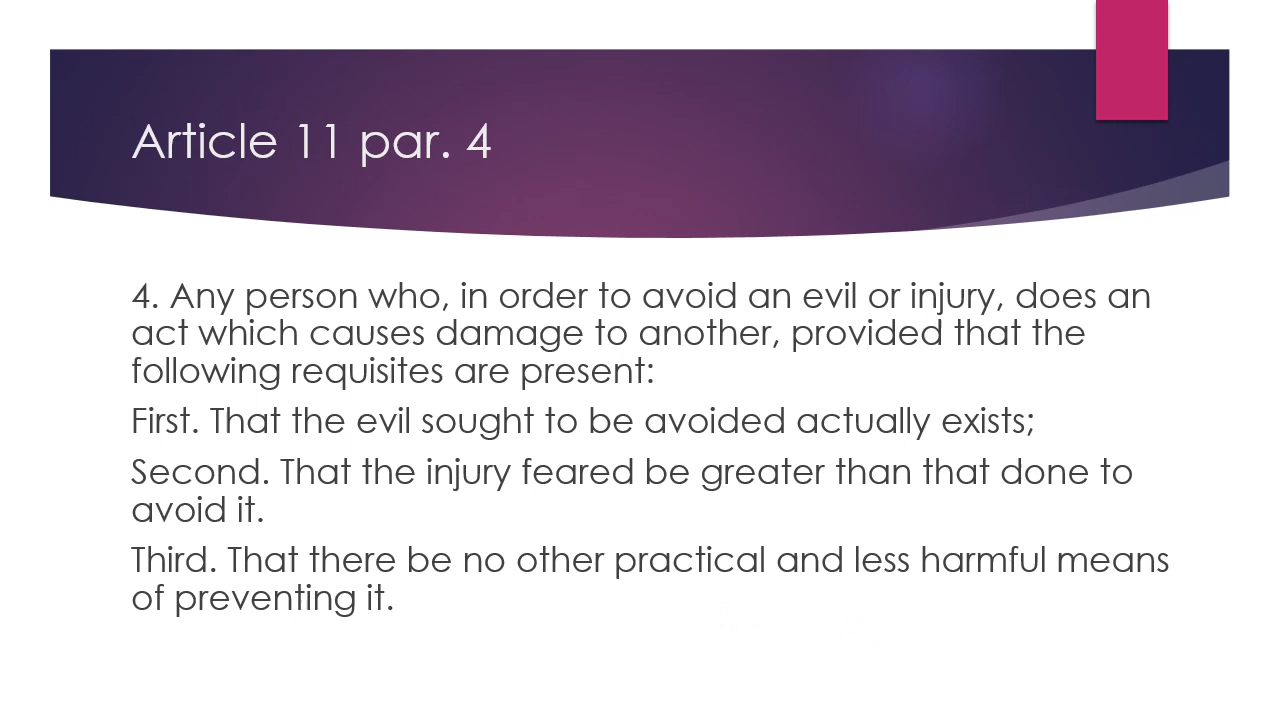 Article 11 par. 4
4. Any person who, in order to avoid an evil or injury, does an
act which causes damage to another, provided that the
following requisites are present:
First. That the evil sought to be avoided actually exists;
Second. That the injury feared be greater than that done to
avoid it.
Third. That there be no other practical and less harmful means
of preventing it.